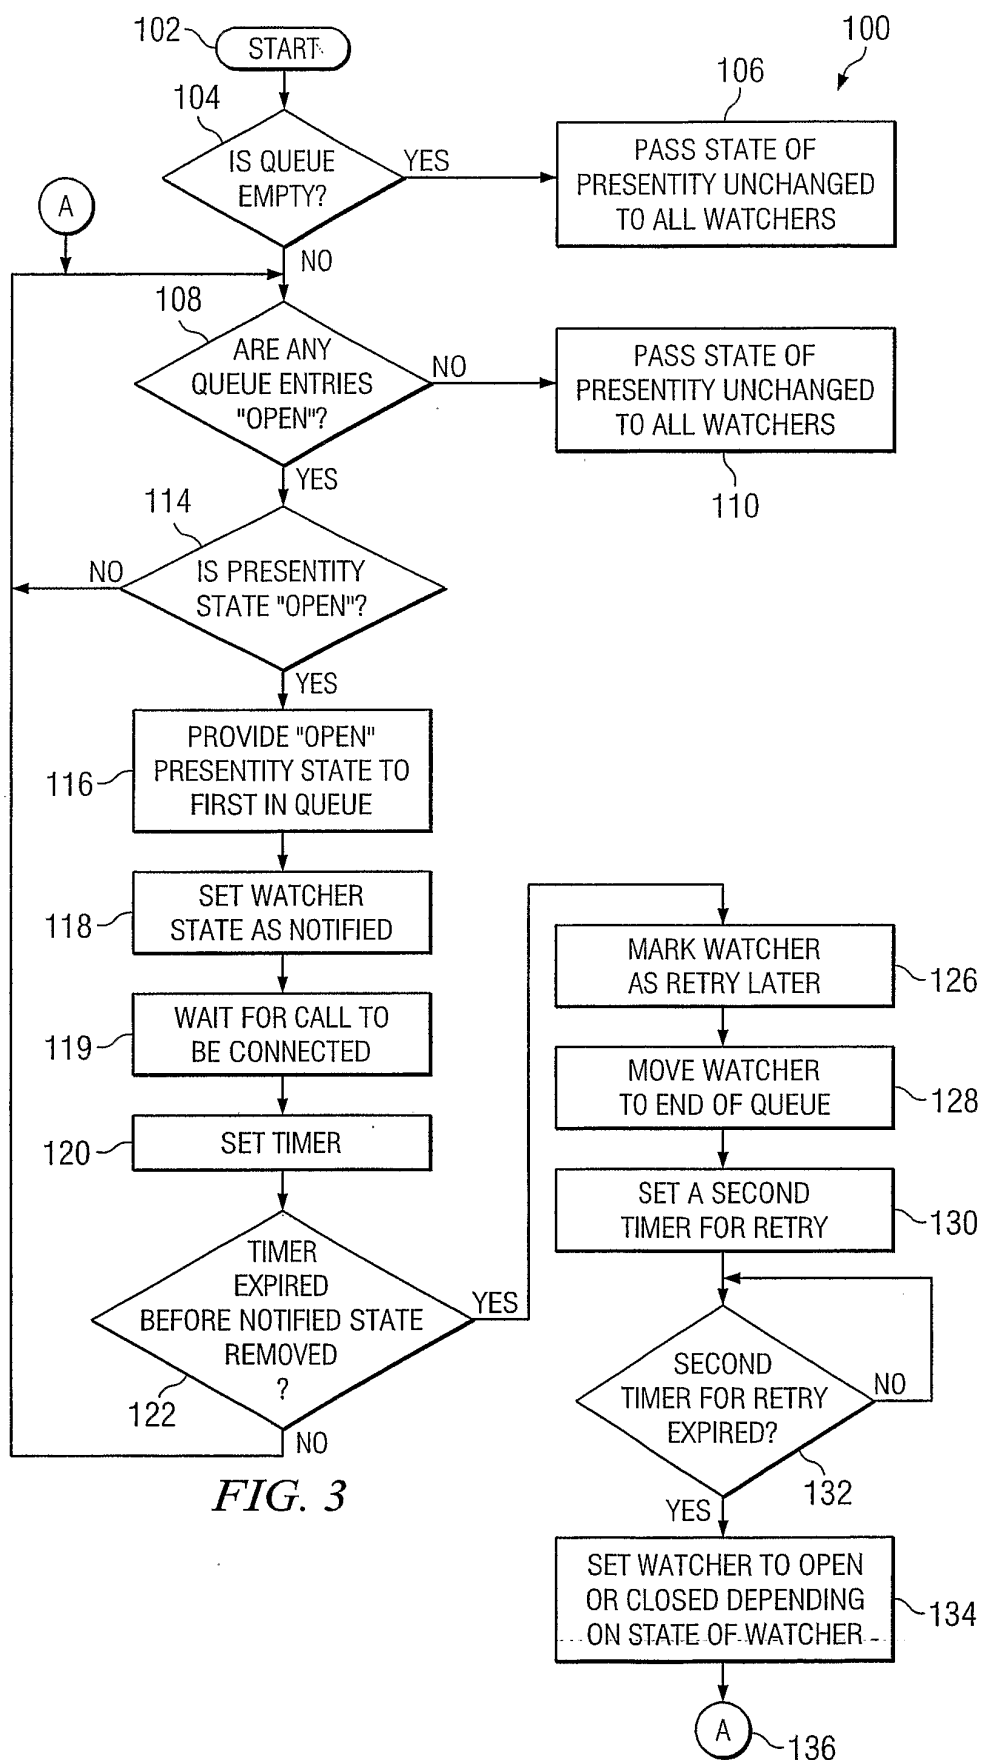 102
START
100
104
106
IS QUEUE
EMPTY?
YES
PASS STATE OF
PRESENTITY UNCHANGED
TO ALL WATCHERS
A
NO
108
ARE ANY
QUEUE ENTRIES
"OPEN"?
NO
PASS STATE OF
PRESENTITY UNCHANGED
TO ALL WATCHERS
110
YES
114
NO
IS PRESENTITY
STATE "OPEN"?
YES
116
PROVIDE "OPEN"
PRESENTITY STATE TO
FIRST IN QUEUE
118
SET WATCHER
STATE AS NOTIFIED
119
WAIT FOR CALL TO
BE CONNECTED
120
SET TIMER
TIMER
EXPIRED
BEFORE NOTIFIED STATE
REMOVED
?
YES
122
NO
MARK WATCHER
AS RETRY LATER
126
MOVE WATCHER
TO END OF QUEUE
128
SET A SECOND
TIMER FOR RETRY
130
SECOND
TIMER FOR RETRY
EXPIRED?
NO
132
YES
SET WATCHER TO OPEN
OR CLOSED DEPENDING
ON STATE OF WATCHER
134
A
136
FIG. 3